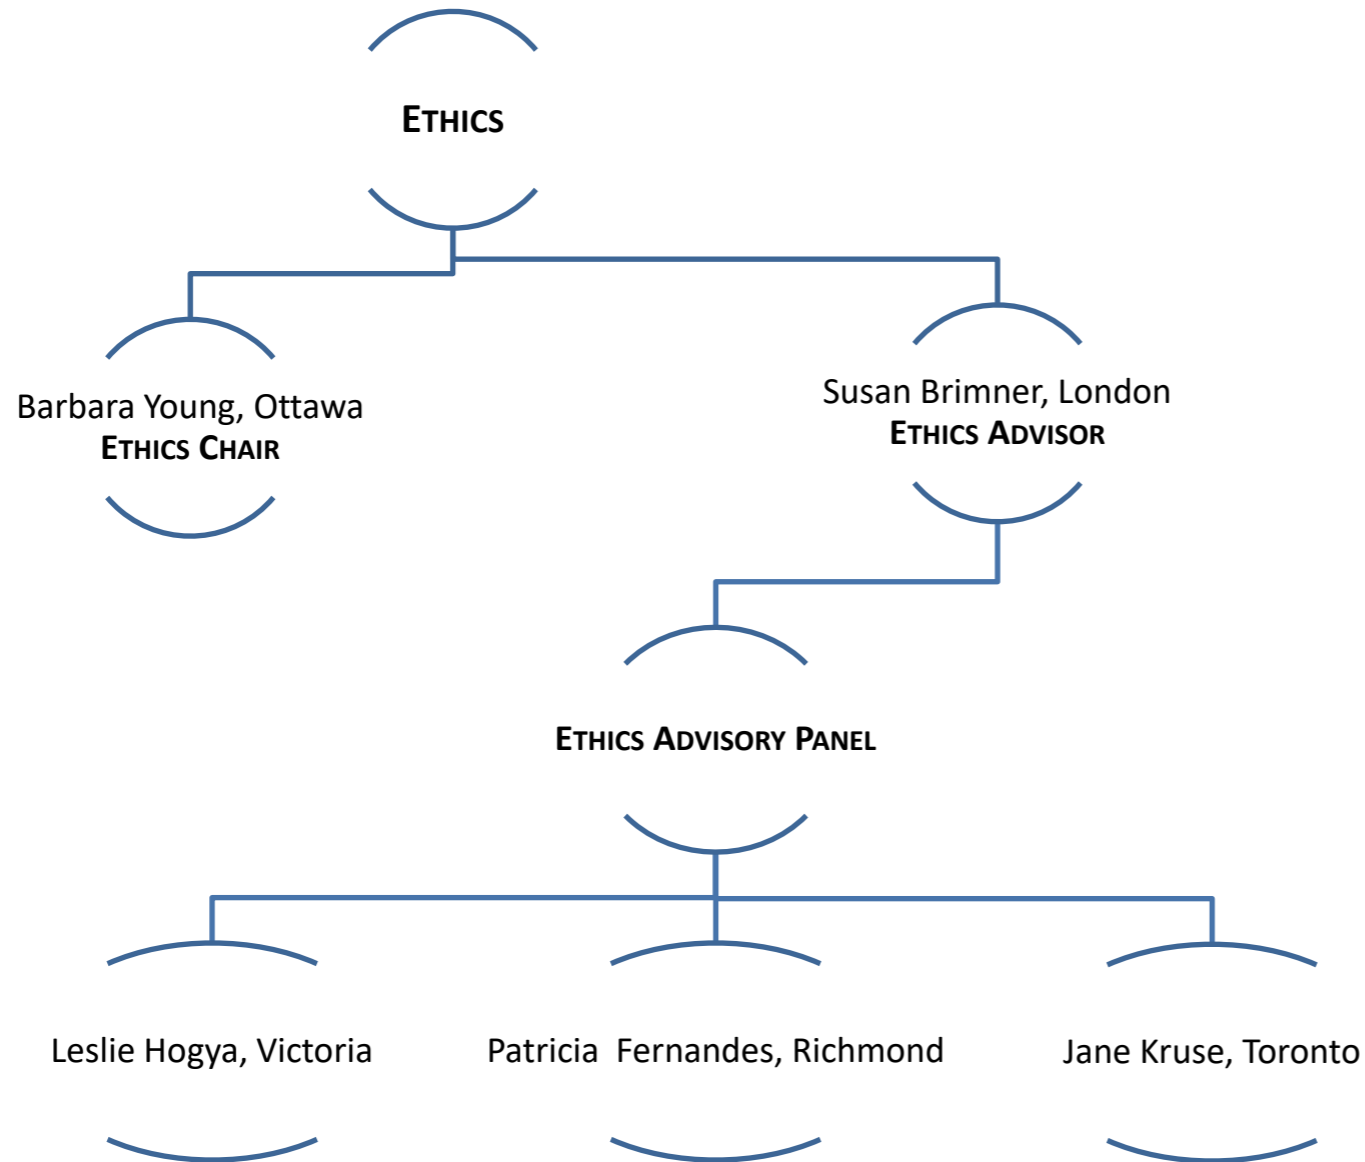 ETHICS
Barbara Young, Ottawa
ETHICS CHAIR
Susan Brimner, London
ETHICS ADVISOR
ETHICS ADVISORY PANEL
Leslie Hogya, Victoria
Patricia  Fernandes, Richmond
Jane Kruse, Toronto